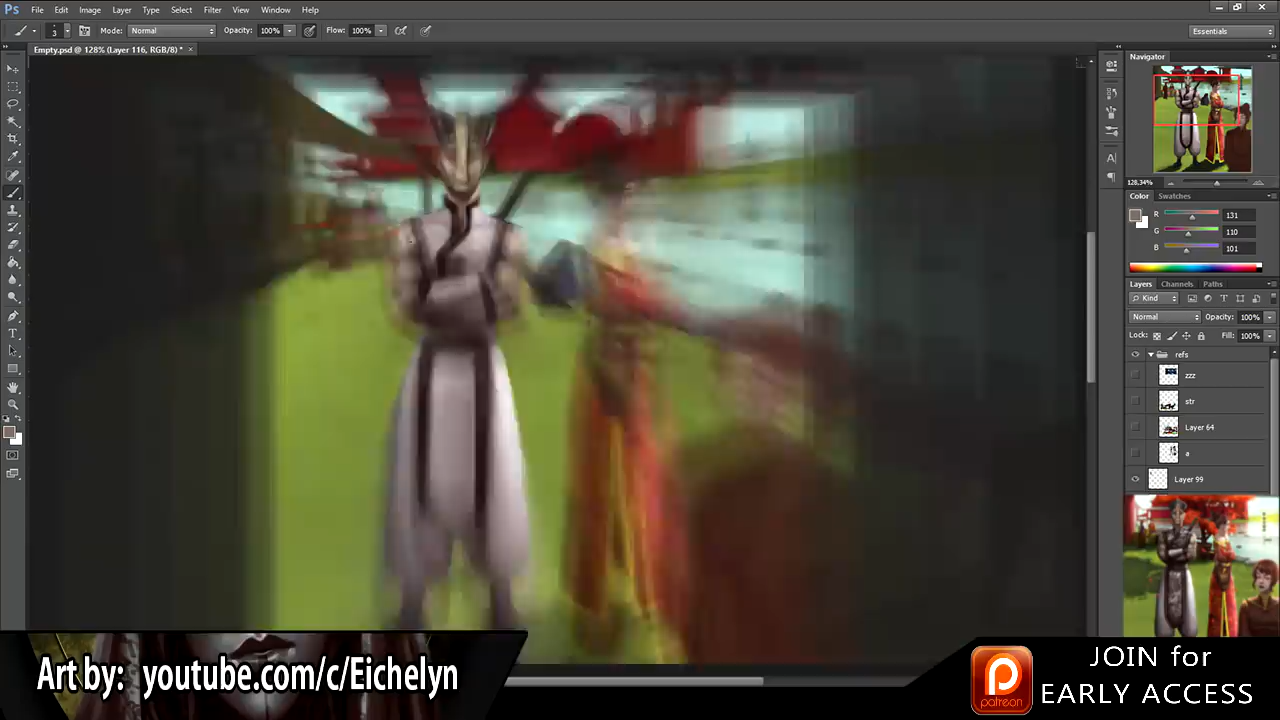 Ps File Edit Image Layer Type Select Filter View Window Help
3 Mode: Normal Opacity: 100% Flow: 100% Essentials
Empty.psd @ 128% (Layer 116, RGB/8) * ×
Navigator
128,34%
Color Swatches
R 131
G 110
B 101
Layers Channels Paths
Kind
Normal Opacity: 100%
Lock: Fill: 100%
refs
zzz
str
Layer 64
a
Layer 99
Art by: youtube.com/c/Eichelyn
patreon
JOIN for
EARLY ACCESS